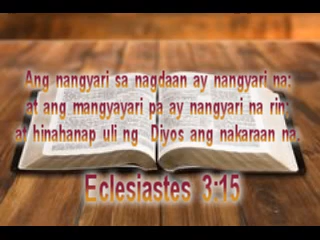 Ang nangyari sa nagdaan ay nangyari na;
at ang mangyayari pa ay nangyari na rin:
at hinahanap uli ng Diyos ang nakaraan na.
Eclesiastes 3:15